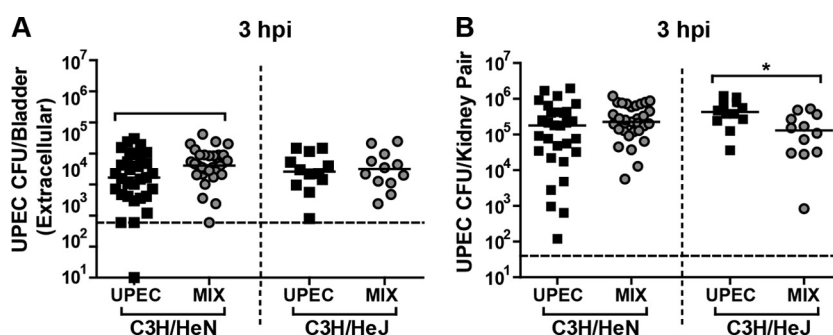 A
3 hpi
UPEC CFU/Bladder
(Extracellular)
10^7
10^6
10^5
10^4
10^3
10^2
10^1
UPEC MIX UPEC MIX
C3H/HeN C3H/HeJ
B
3 hpi
UPEC CFU/Kidney Pair
10^7
10^6
10^5
10^4
10^3
10^2
10^1
*
UPEC MIX UPEC MIX
C3H/HeN C3H/HeJ